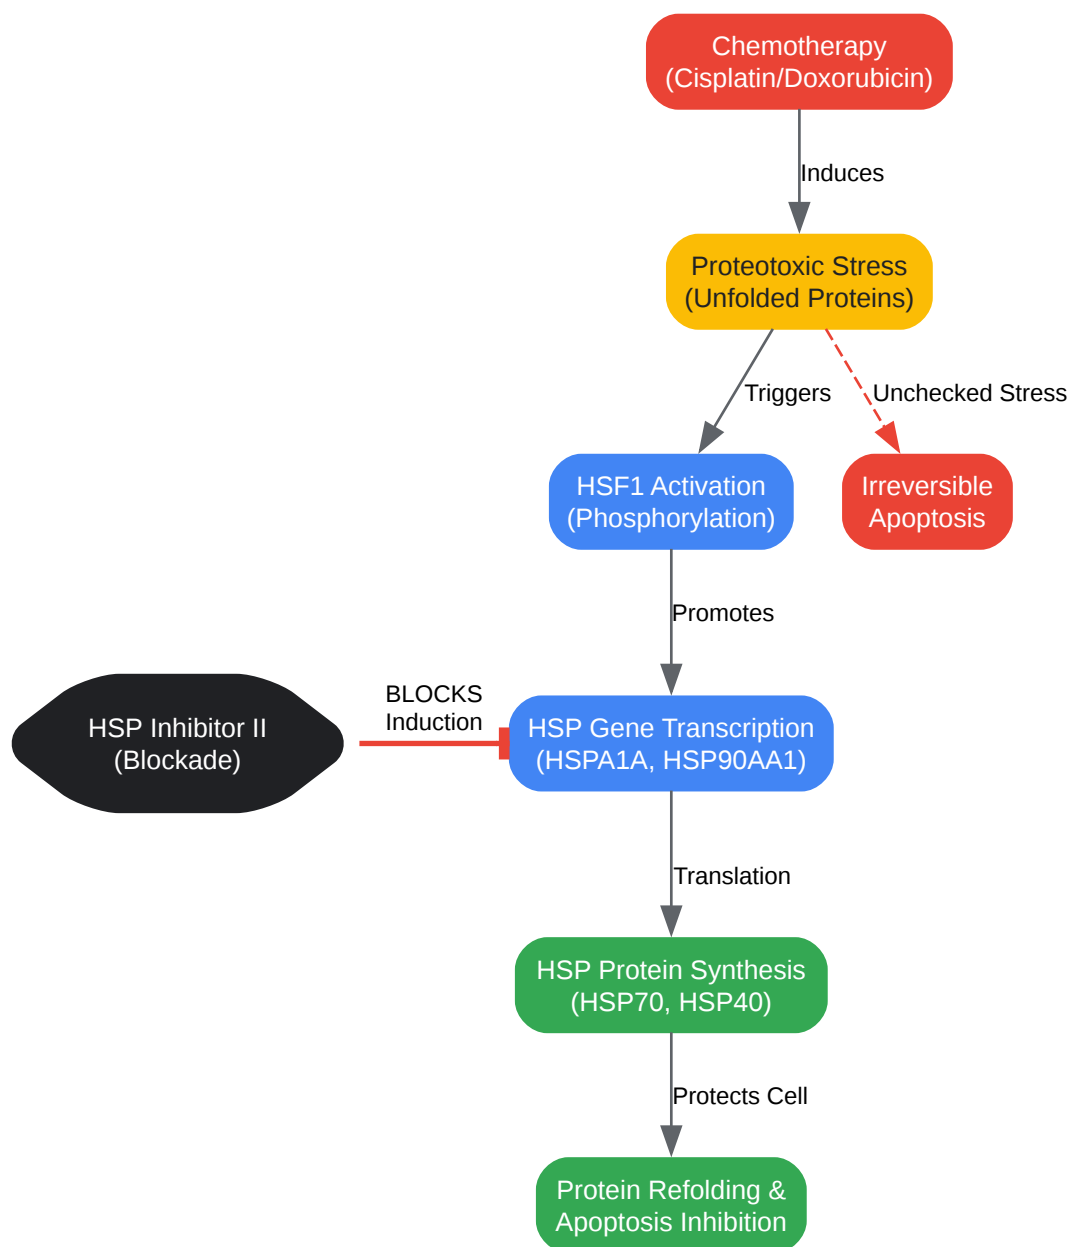 Chemotherapy
(Cisplatin/Doxorubicin)
Induces
Proteotoxic Stress
(Unfolded Proteins)
Triggers
Unchecked Stress
HSF1 Activation
(Phosphorylation)
Irreversible
Apoptosis
Promotes
BLOCKS
Induction
HSP Inhibitor II
(Blockade)
HSP Gene Transcription
(HSPA1A, HSP90AA1)
Translation
HSP Protein Synthesis
(HSP70, HSP40)
Protects Cell
Protein Refolding &
Apoptosis Inhibition